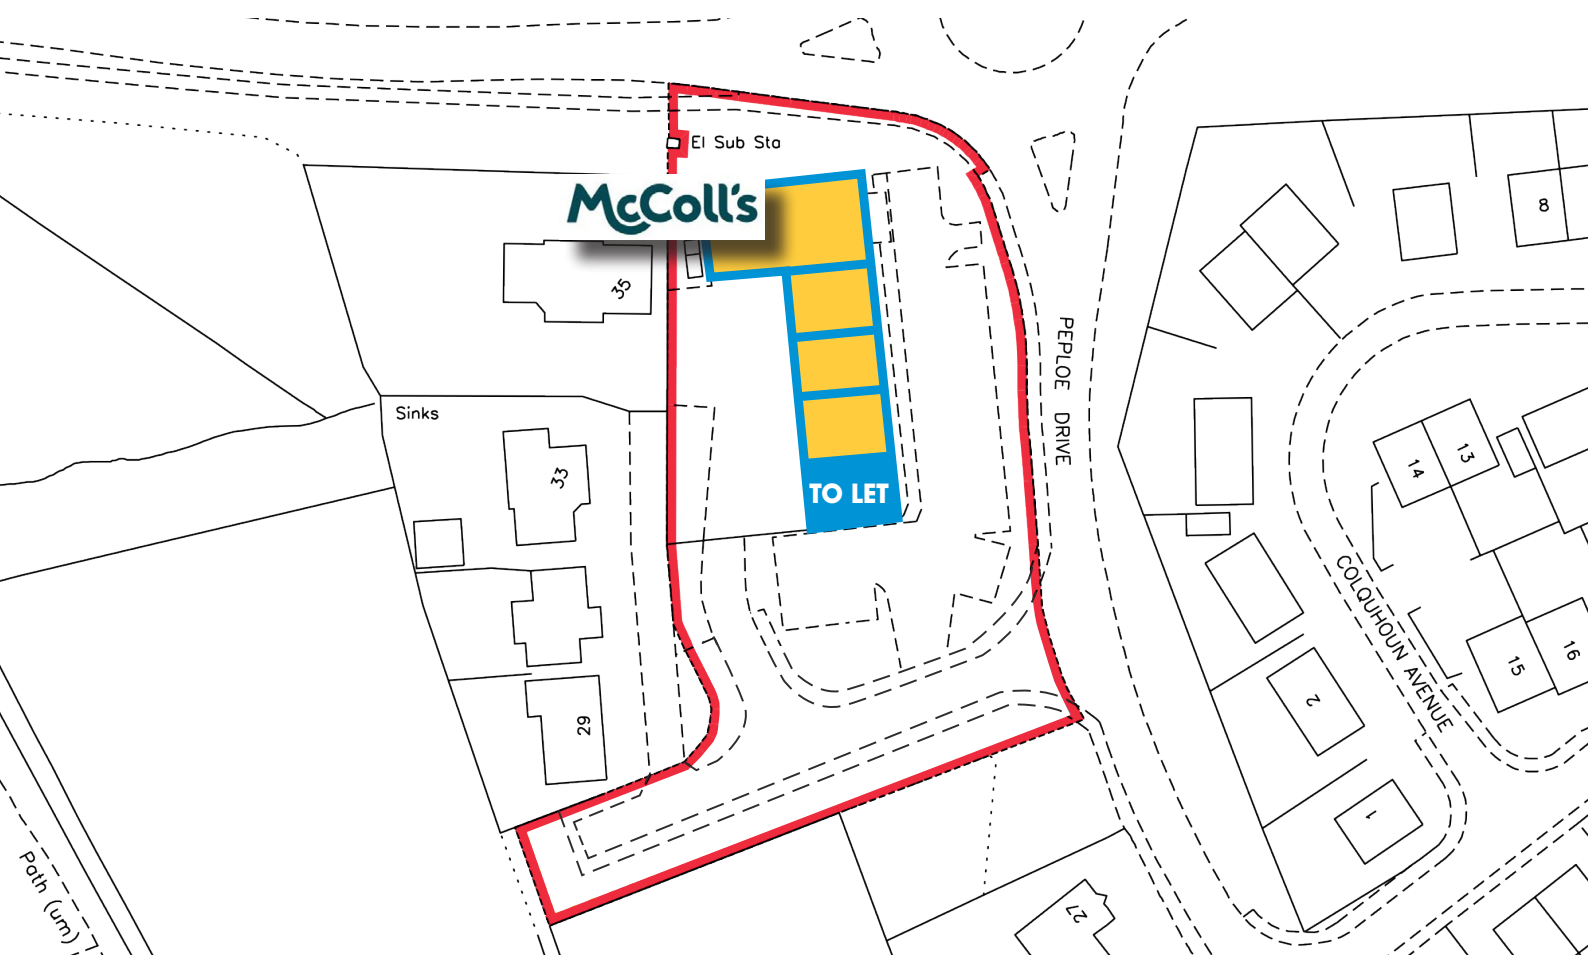 El Sub Sta
McColl's
35
8
PEPLOE DRIVE
Sinks
33
13
14
TO LET
COLQUHOUN AVENUE
16
15
2
29
1
Path (um)
27